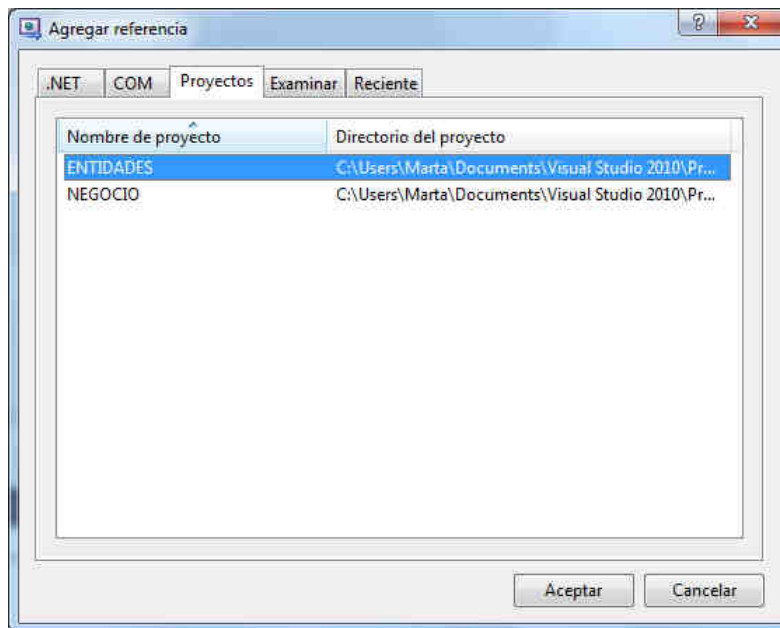 Agregar referencia
.NET COM Proyectos Examinar Reciente
Nombre de proyecto Directorio del proyecto
ENTIDADES C:\Users\Marta\Documents\Visual Studio 2010\Pr...
NEGOCIO C:\Users\Marta\Documents\Visual Studio 2010\Pr...
Aceptar Cancelar